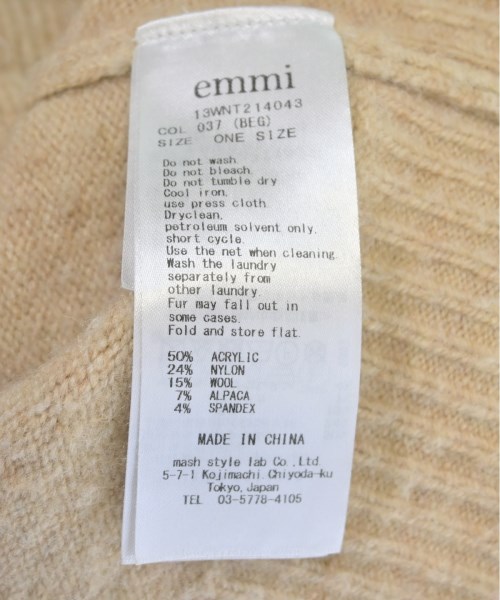 emmi
13WNT214043
COL 037 (BEG)
SIZE ONE SIZE
Do not wash.
Do not bleach.
Do not tumble dry
Cool iron.
use press cloth.
Dryclean,
petroleum solvent only.
short cycle.
Use the net when cleaning.
Wash the laundry
separately from
other laundry.
Fur may fall out in
some cases.
Fold and store flat.
50% ACRYLIC
24% NYLON
15% WOOL
7% ALPACA
4% SPANDEX
MADE IN CHINA
mash style lab Co.,Ltd.
5-7-1 Kojimachi, Chiyoda-ku
Tokyo, Japan
TEL 03-5778-4105